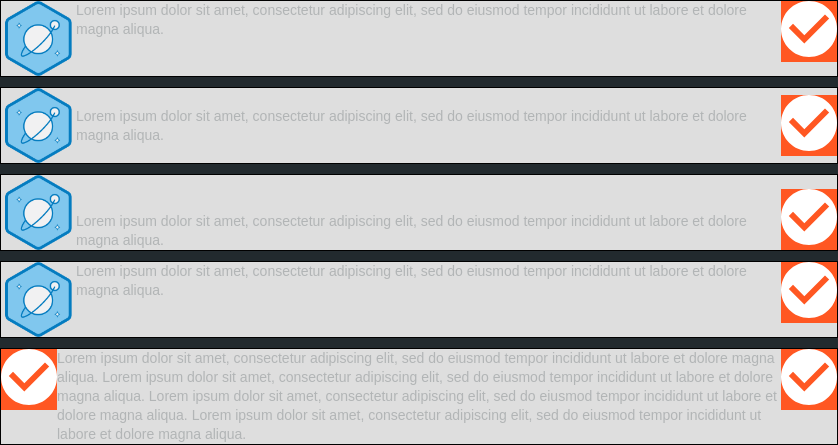 Lorem ipsum dolor sit amet, consectetur adipiscing elit, sed do eiusmod tempor incididunt ut labore et dolore
magna aliqua.
Lorem ipsum dolor sit amet, consectetur adipiscing elit, sed do eiusmod tempor incididunt ut labore et dolore
magna aliqua.
Lorem ipsum dolor sit amet, consectetur adipiscing elit, sed do eiusmod tempor incididunt ut labore et dolore
magna aliqua.
Lorem ipsum dolor sit amet, consectetur adipiscing elit, sed do eiusmod tempor incididunt ut labore et dolore
magna aliqua.
Lorem ipsum dolor sit amet, consectetur adipiscing elit, sed do eiusmod tempor incididunt ut labore et dolore magna
aliqua. Lorem ipsum dolor sit amet, consectetur adipiscing elit, sed do eiusmod tempor incididunt ut labore et dolore
magna aliqua. Lorem ipsum dolor sit amet, consectetur adipiscing elit, sed do eiusmod tempor incididunt ut labore et
dolore magna aliqua. Lorem ipsum dolor sit amet, consectetur adipiscing elit, sed do eiusmod tempor incididunt ut
labore et dolore magna aliqua.